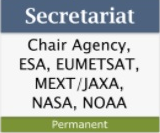 Secretariat
Chair Agency,
ESA, EUMETSAT,
MEXT/JAXA,
NASA, NOAA
Permanent